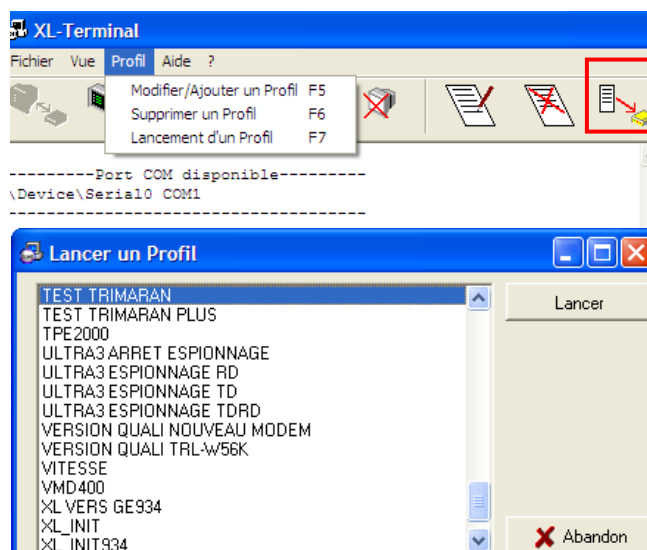 XL-Terminal
Fichier Vue Profil Aide ?
Modifier/Ajouter un Profil F5
Supprimer un Profil F6
Lancement d'un Profil F7
---------Port COM disponible---------
\Device\Serial0 COM1
-------------------------------------
Lancer un Profil
TEST TRIMARAN
Lancer
TEST TRIMARAN PLUS
TPE2000
ULTRA3 ARRET ESPIONNAGE
ULTRA3 ESPIONNAGE RD
ULTRA3 ESPIONNAGE TD
ULTRA3 ESPIONNAGE TDRD
VERSION QUALI NOUVEAU MODEM
VERSION QUALI TRL-W56K
VITESSE
VMD400
XL VERS GE934
XL_INIT
XL_INIT934
Abandon